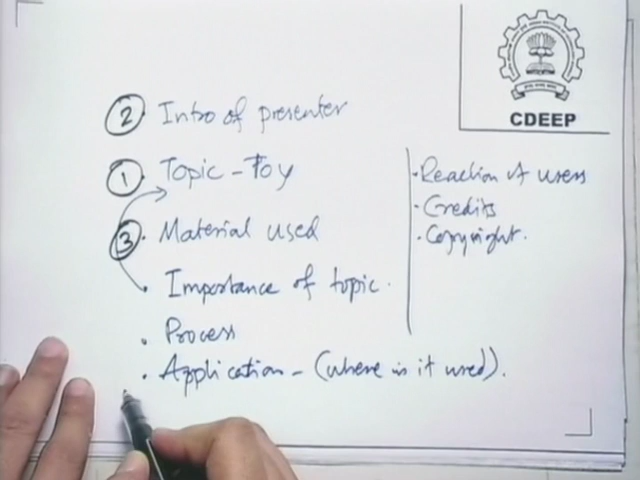 CDEEP
② Intro of presenter
① Topic - Toy
③. Material used
. Importance of topic.
. Process
. Application - (where is it used).
. Reaction of users
. Credits
. Copyright.